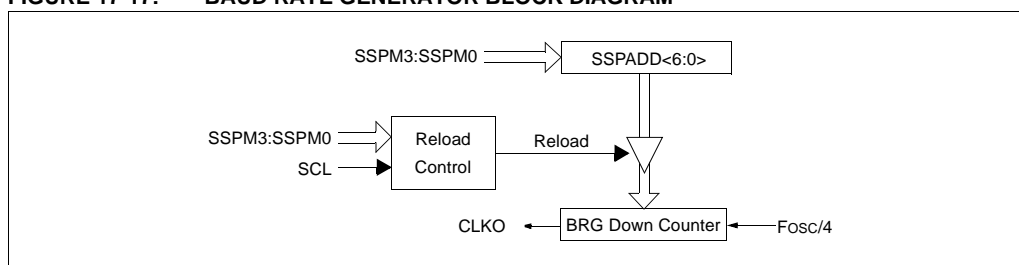 FIGURE 17-17: BAUD RATE GENERATOR BLOCK DIAGRAM
SSPM3:SSPM0
SSPADD<6:0>
SSPM3:SSPM0
SCL
Reload
Control
Reload
CLKO
BRG Down Counter
FOSC/4